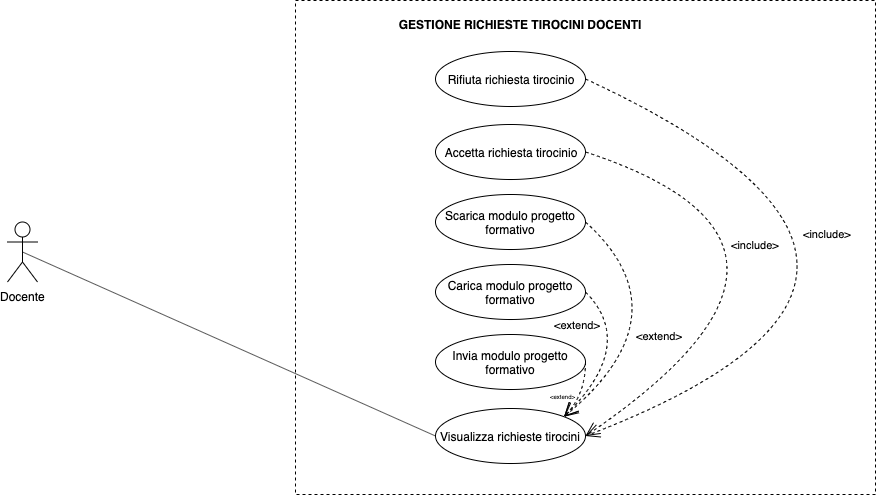 GESTIONE RICHIESTE TIROCINI DOCENTI
Rifiuta richiesta tirocinio
Accetta richiesta tirocinio
Scarica modulo progetto
formativo
<include>
<include>
Carica modulo progetto
formativo
Docente
<extend>
<extend>
Invia modulo progetto
formativo
<extend>
Visualizza richieste tirocini